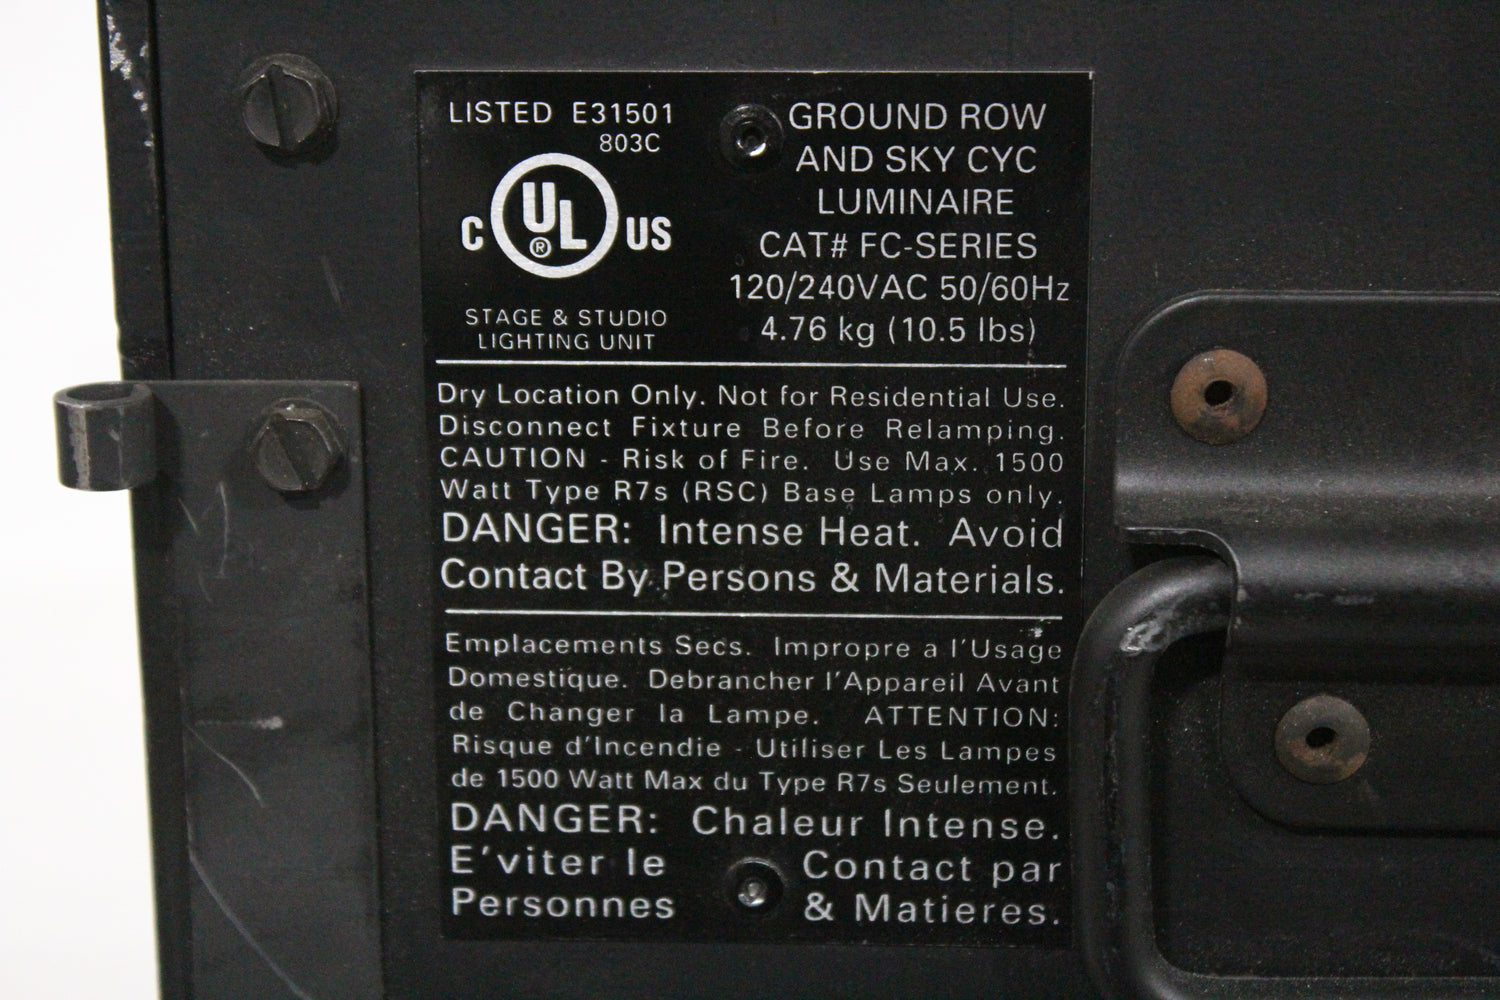 LISTED E31501
803C
C UL US
®
STAGE & STUDIO
LIGHTING UNIT
GROUND ROW
AND SKY CYC
LUMINAIRE
CAT# FC-SERIES
120/240VAC 50/60Hz
4.76 kg (10.5 lbs)
Dry Location Only. Not for Residential Use.
Disconnect Fixture Before Relamping.
CAUTION - Risk of Fire. Use Max. 1500
Watt Type R7s (RSC) Base Lamps only.
DANGER: Intense Heat. Avoid
Contact By Persons & Materials.
Emplacements Secs. Impropre a l'Usage
Domestique. Debrancher l'Appareil Avant
de Changer la Lampe. ATTENTION:
Risque d'Incendie - Utiliser Les Lampes
de 1500 Watt Max du Type R7s Seulement.
DANGER: Chaleur Intense.
E'viter le Contact par
Personnes & Matieres.